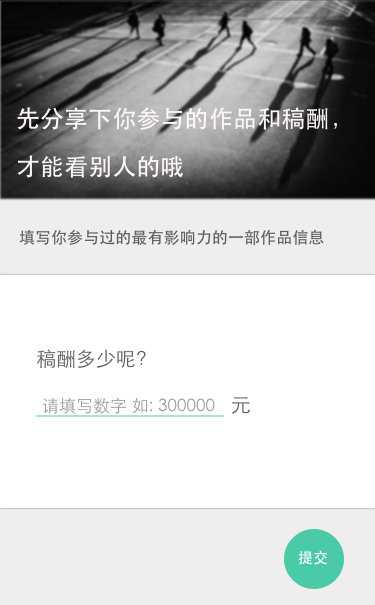 先分享下你参与的作品和稿酬，
才能看别人的哦
填写你参与过的最有影响力的一部作品信息
稿酬多少呢?
请填写数字 如: 300000 元
提交